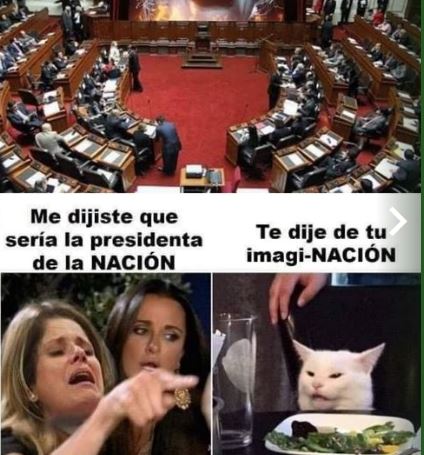 Me dijiste que
sería la presidenta
de la NACIÓN
Te dije de tu
imagi-NACIÓN